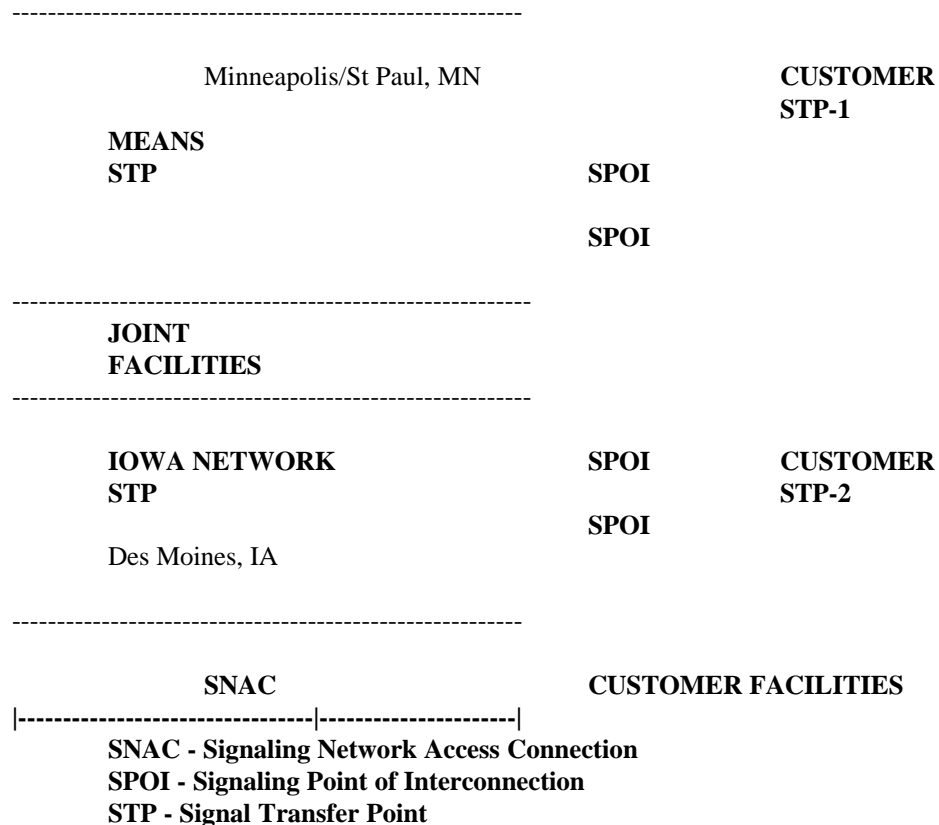 ---------------------------------------------------------
Minneapolis/St Paul, MN CUSTOMER
STP-1
MEANS
STP SPOI
SPOI
----------------------------------------------------------
JOINT
FACILITIES
----------------------------------------------------------
IOWA NETWORK SPOI CUSTOMER
STP STP-2
SPOI
Des Moines, IA
---------------------------------------------------------
SNAC CUSTOMER FACILITIES
|---------------------------------|----------------------|
SNAC - Signaling Network Access Connection
SPOI - Signaling Point of Interconnection
STP - Signal Transfer Point